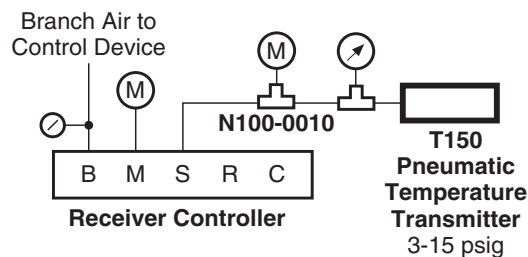 Branch Air to
Control Device
M
M
N100-0010
B M S R C
Receiver Controller
T150
Pneumatic
Temperature
Transmitter
3-15 psig